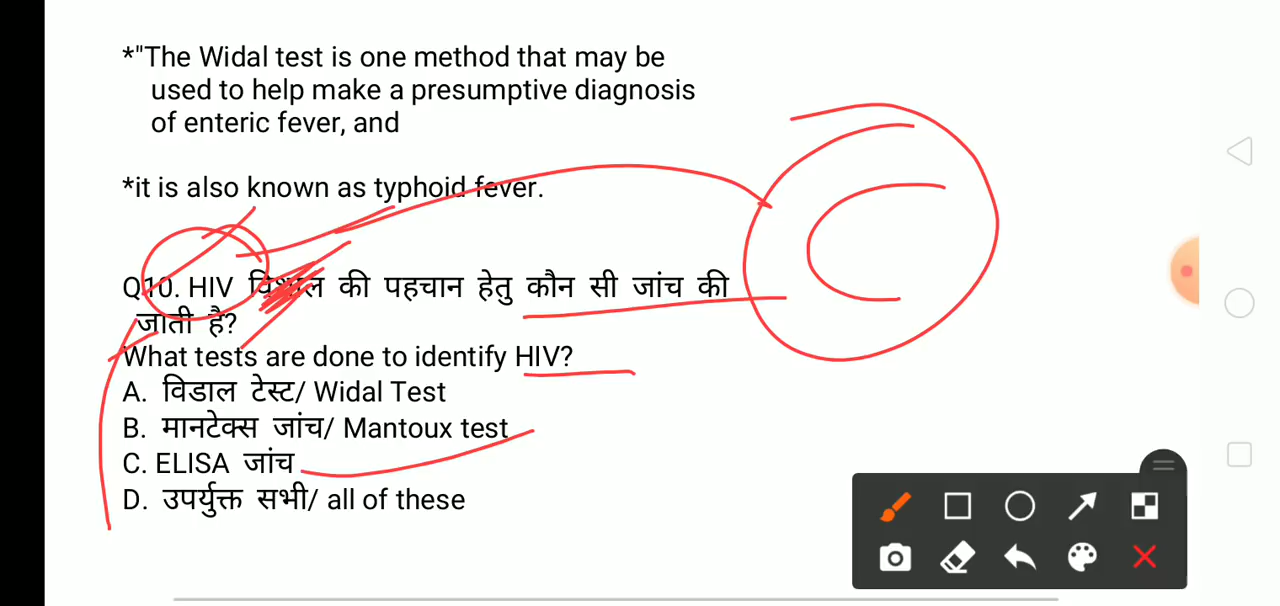 *"The Widal test is one method that may be
used to help make a presumptive diagnosis
of enteric fever, and
*it is also known as typhoid fever.
Q10. HIV की पहचान हेतु कौन सी जांच की
जाती है?
What tests are done to identify HIV?
A. विडाल टेस्ट/ Widal Test
B. मानटेक्स जांच/ Mantoux test
C. ELISA जांच
D. उपर्युक्त सभी/ all of these